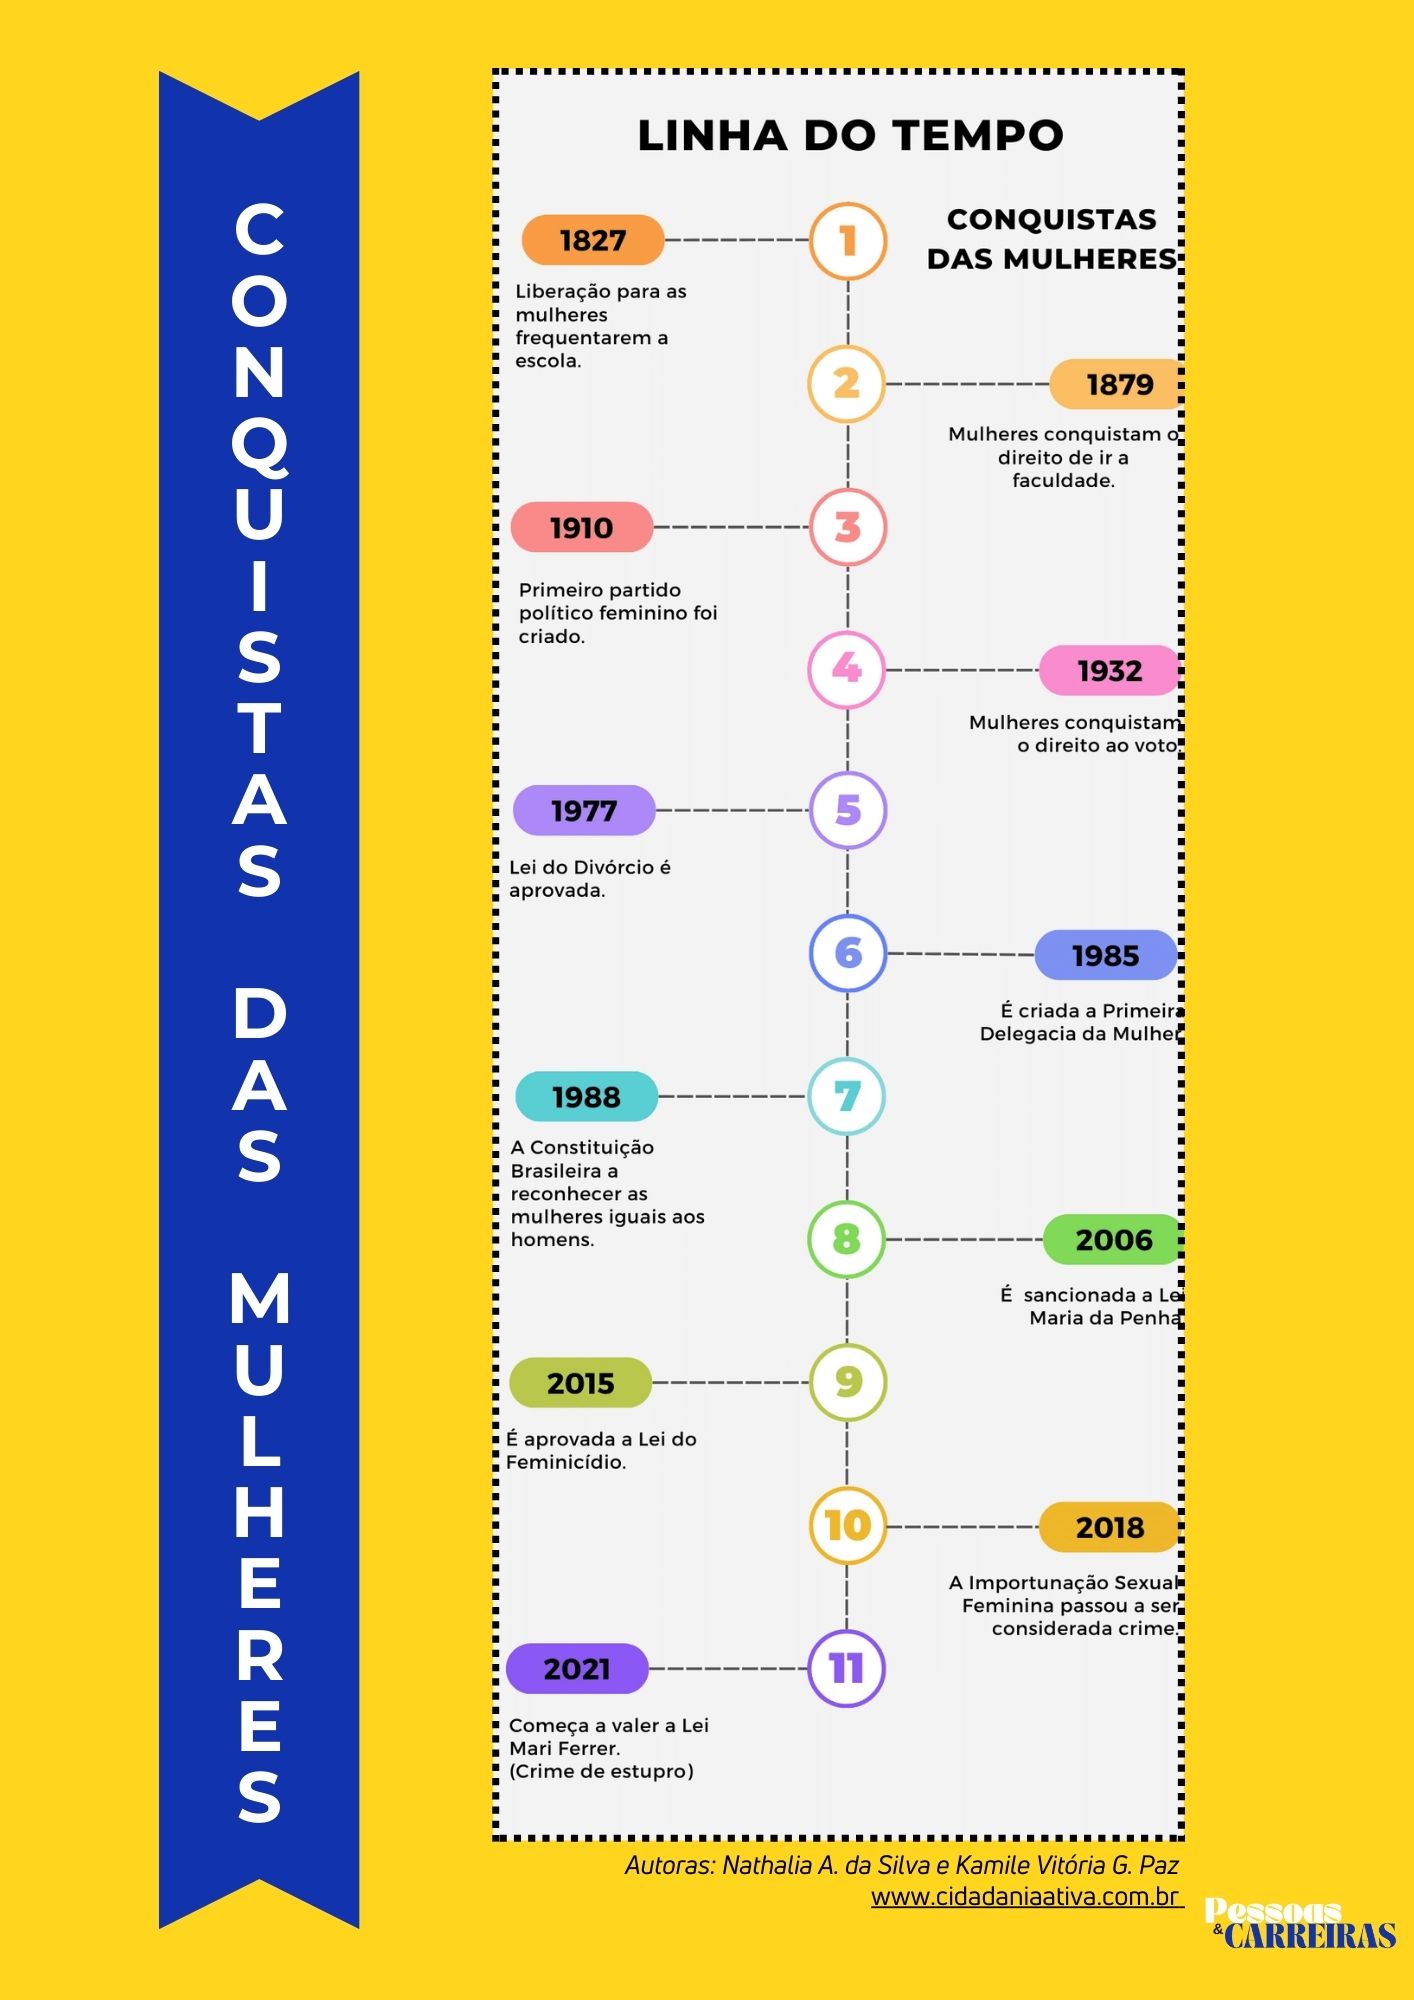 CONQUISTAS DAS MULHERES
LINHA DO TEMPO
CONQUISTAS
DAS MULHERES
1
1827
Liberação para as
mulheres
frequentarem a
escola.
2
1879
Mulheres conquistam o
direito de ir a
faculdade.
3
1910
Primeiro partido
político feminino foi
criado.
4
1932
Mulheres conquistam
o direito ao voto.
5
1977
Lei do Divórcio é
aprovada.
6
1985
É criada a Primeira
Delegacia da Mulher
7
1988
A Constituição
Brasileira a
reconhecer as
mulheres iguais aos
homens.
8
2006
É sancionada a Lei
Maria da Penha
9
2015
É aprovada a Lei do
Feminicídio.
10
2018
A Importunação Sexual
Feminina passou a ser
considerada crime.
11
2021
Começa a valer a Lei
Mari Ferrer.
(Crime de estupro)
Autoras: Nathalia A. da Silva e Kamile Vitória G. Paz
www.cidadaniaativa.com.br
Pessoas
&CARREIRAS